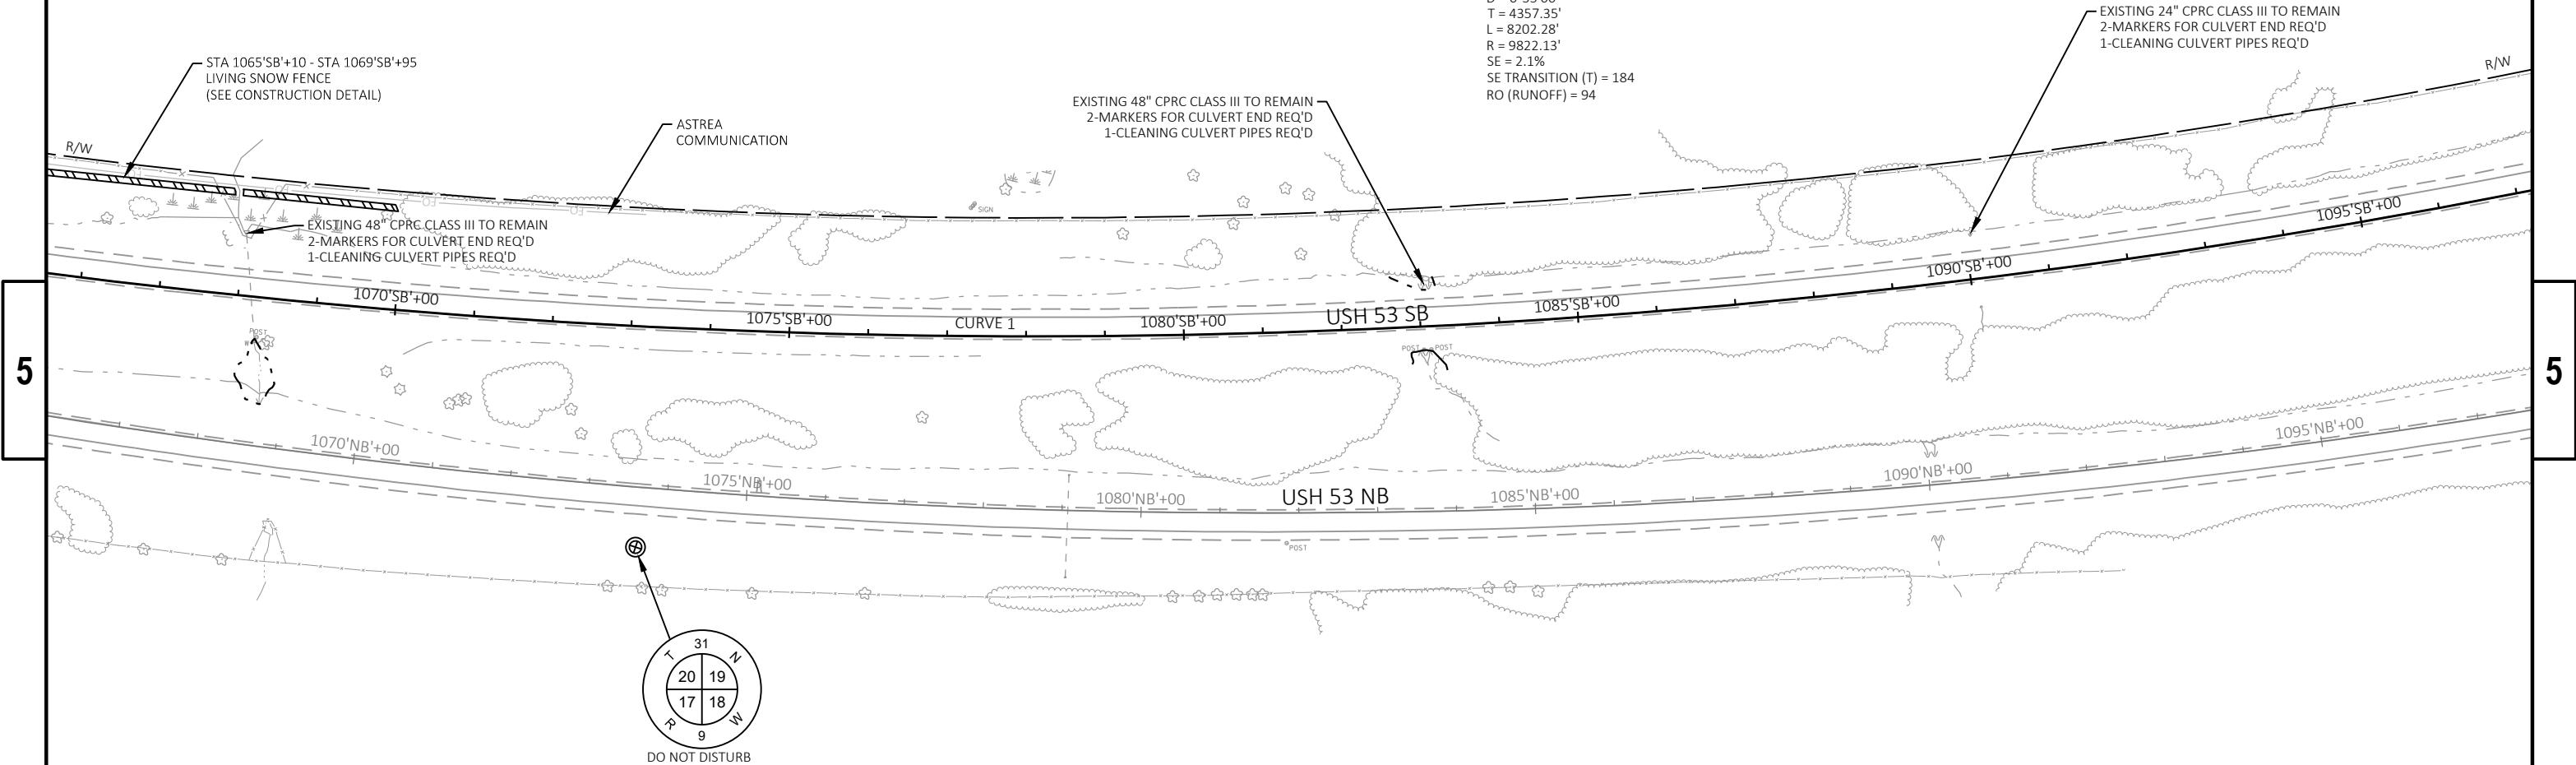 T = 4357.35'
L = 8202.28'
R = 9822.13'
SE = 2.1%
SE TRANSITION (T) = 184
RO (RUNOFF) = 94
EXISTING 24" CPRC CLASS III TO REMAIN
2-MARKERS FOR CULVERT END REQ'D
1-CLEANING CULVERT PIPES REQ'D
STA 1065'SB'+10 - STA 1069'SB'+95
LIVING SNOW FENCE
(SEE CONSTRUCTION DETAIL)
R/W
EXISTING 48" CPRC CLASS III TO REMAIN
2-MARKERS FOR CULVERT END REQ'D
1-CLEANING CULVERT PIPES REQ'D
ASTREA
COMMUNICATION
R/W
FO
FO
SIGN
EXISTING 48" CPRC CLASS III TO REMAIN
2-MARKERS FOR CULVERT END REQ'D
1-CLEANING CULVERT PIPES REQ'D
1070'SB'+00
1075'SB'+00
CURVE 1
1080'SB'+00
USH 53 SB
1085'SB'+00
1090'SB'+00
1095'SB'+00
POST
POST
POST
5
5
1070'NB'+00
1075'NB'+00
1080'NB'+00
USH 53 NB
1085'NB'+00
1090'NB'+00
1095'NB'+00
POST
31
T N
20 19
17 18
R W
9
DO NOT DISTURB